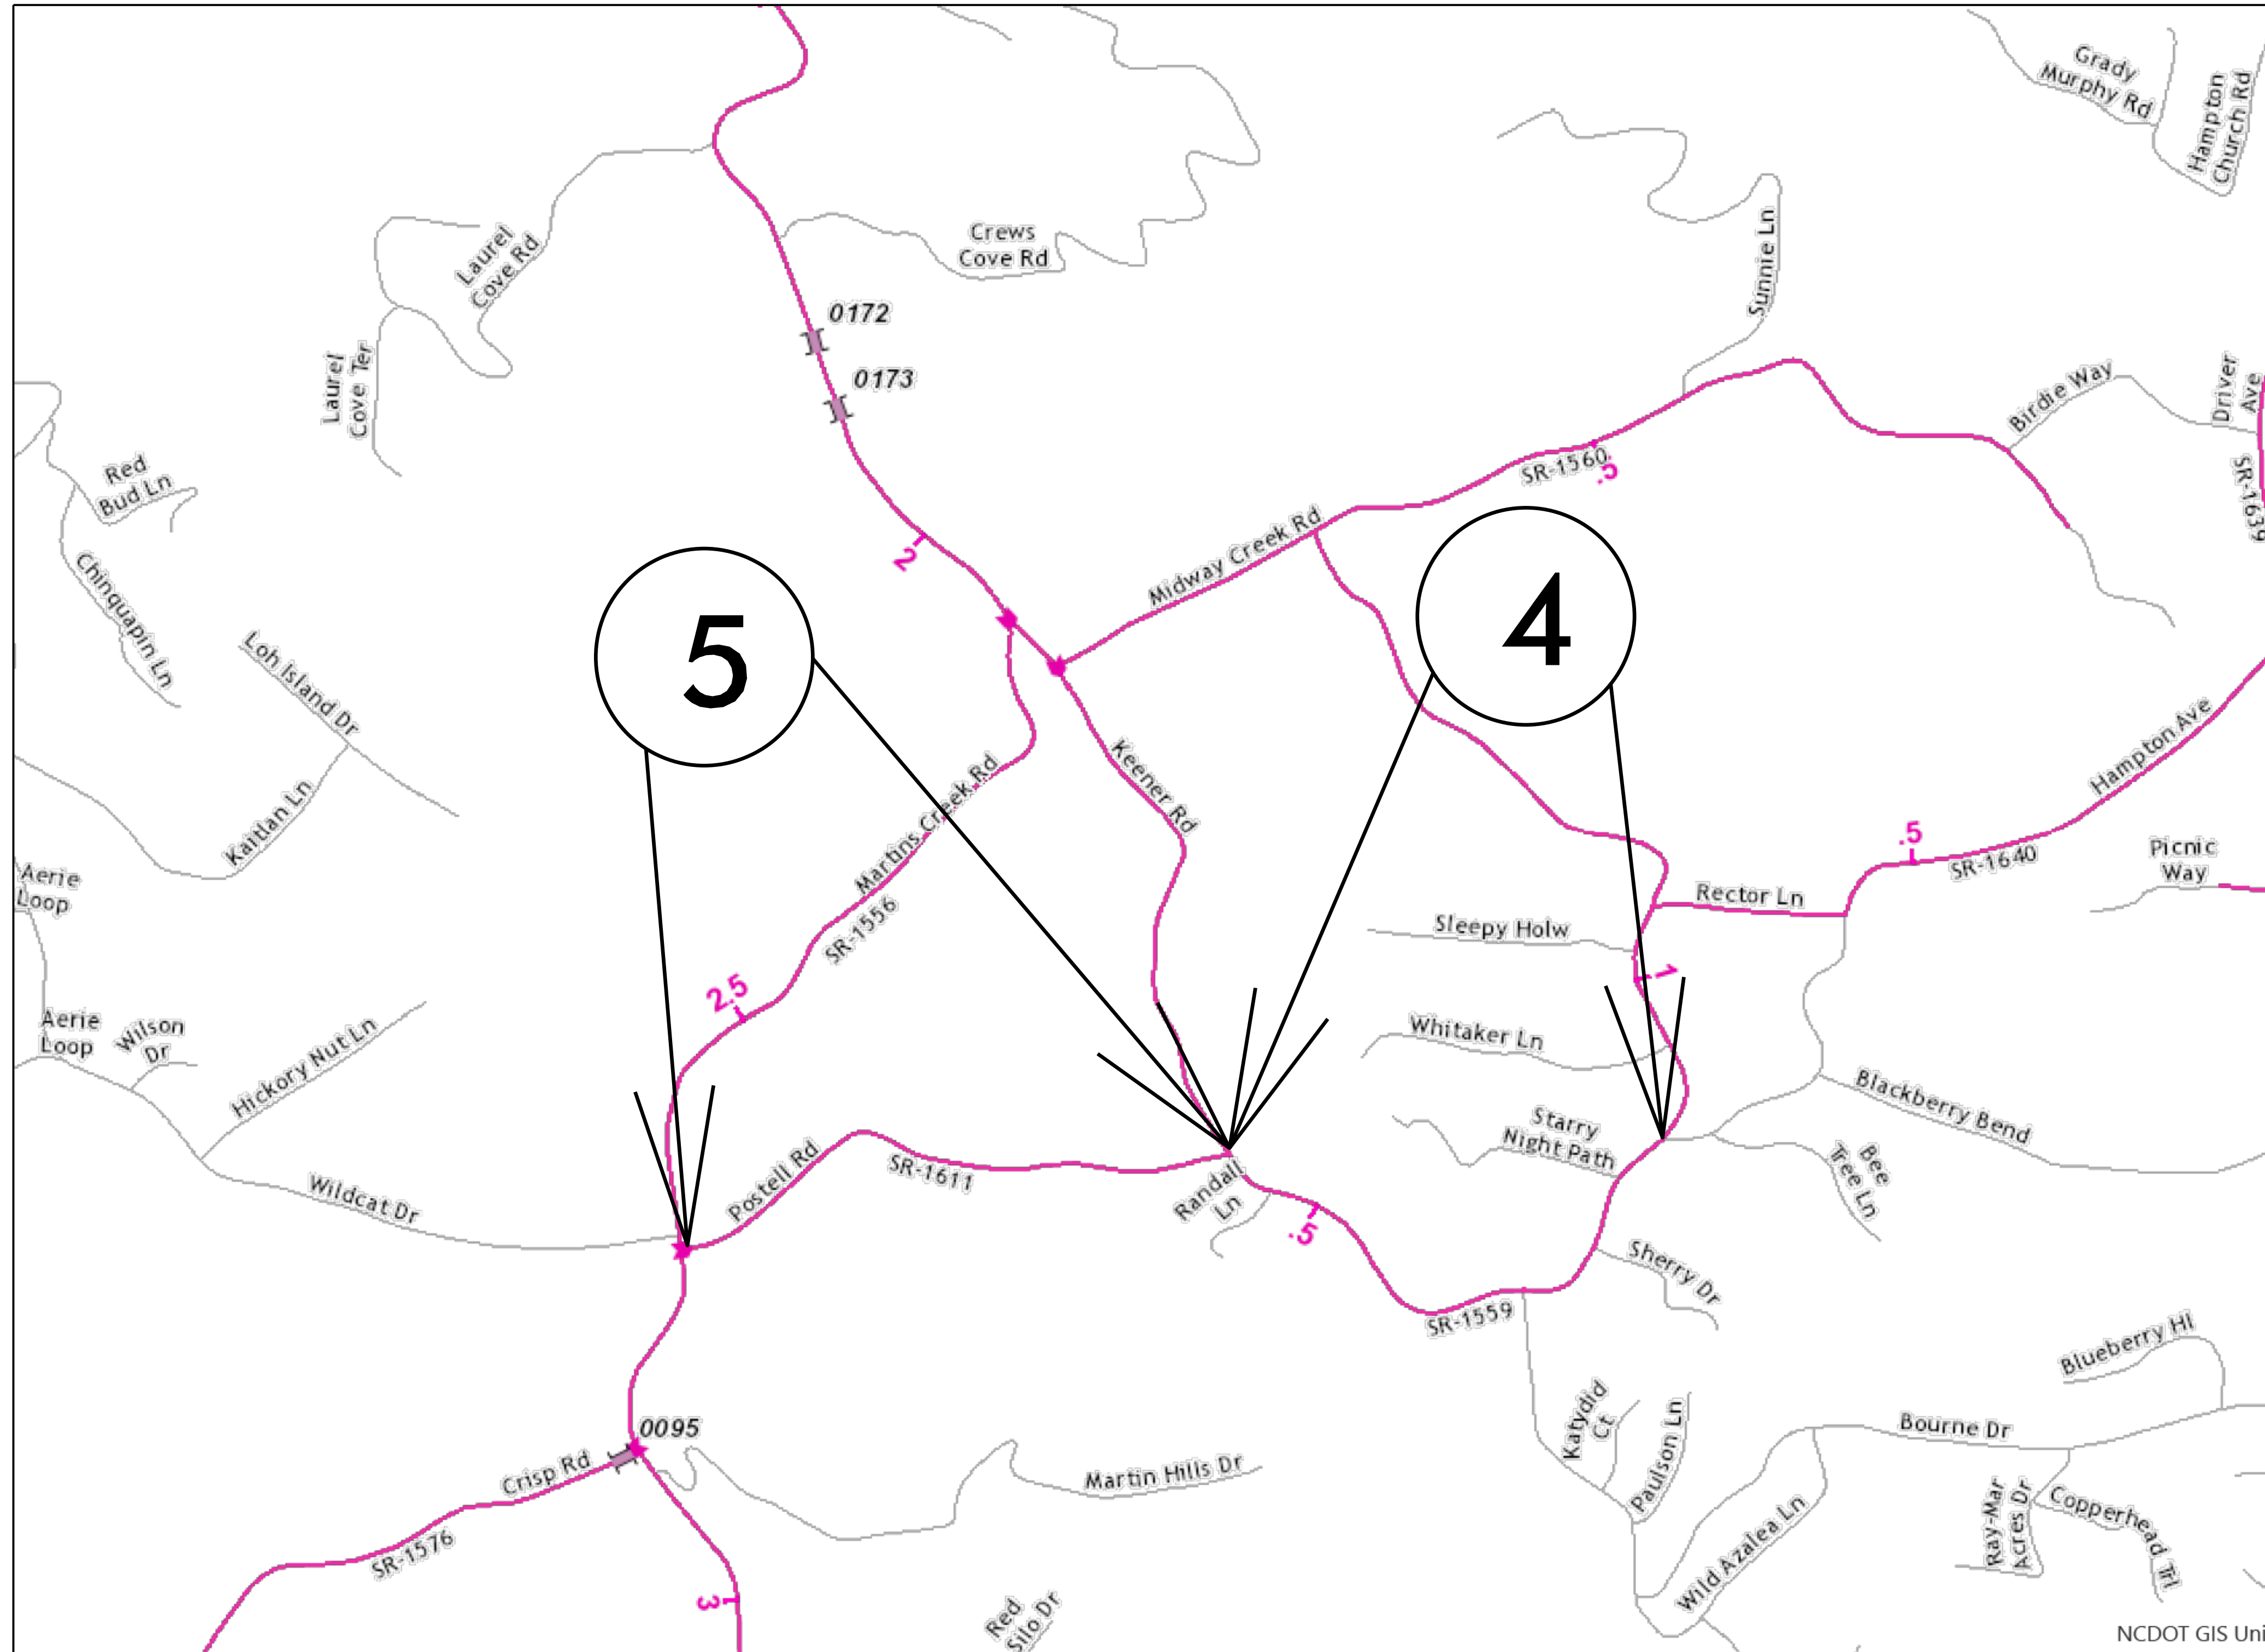 Grady
Murphy Rd
Hampton
Church Rd
Crews
Cove Rd
Laurel
Cove Rd
Sunnie Ln
0172
0173
Laurel
Cove Ter
Birdie Way
Driver
Ave
SR-1639
Red
Bud Ln
SR-1560
.5
Midway Creek Rd
2
Chinquapin Ln
Loh Island Dr
5
4
Kaitlan Ln
Keener Rd
Martins Creek Rd
SR-1556
Hampton Ave
.5
SR-1640
Picnic
Way
Rector Ln
Aerie
Loop
Sleepy Holw
1
2.5
Aerie
Loop
Wilson
Dr
Hickory Nut Ln
Whitaker Ln
Blackberry Bend
Starry
Night Path
Bee
Tree Ln
Postell Rd
SR-1611
Randall
Ln
Wildcat Dr
.5
Sherry Dr
SR-1559
Blueberry Hl
Katydid
Ct
Paulson Ln
Bourne Dr
0095
Crisp Rd
Martin Hills Dr
Ray-Mar
Acres Dr
Copperhead Trl
Wild Azalea Ln
SR-1576
3
Red
Silo Dr
NCDOT GIS Uni